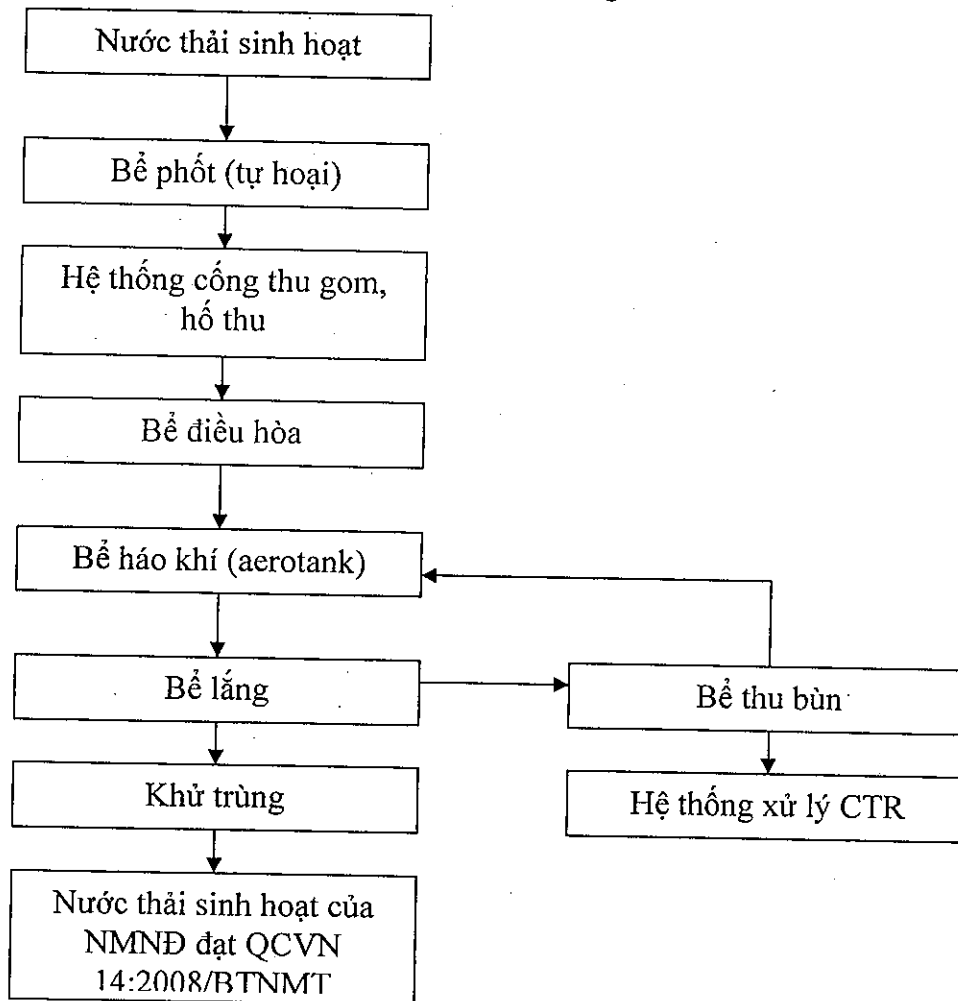 Nước thải sinh hoạt
Bể phốt (tự hoại)
Hệ thống cống thu gom,
hố thu
Bể điều hòa
Bể háo khí (aerotank)
Bể lắng
Bể thu bùn
Khử trùng
Hệ thống xử lý CTR
Nước thải sinh hoạt của
NMNĐ đạt QCVN
14:2008/BTNMT